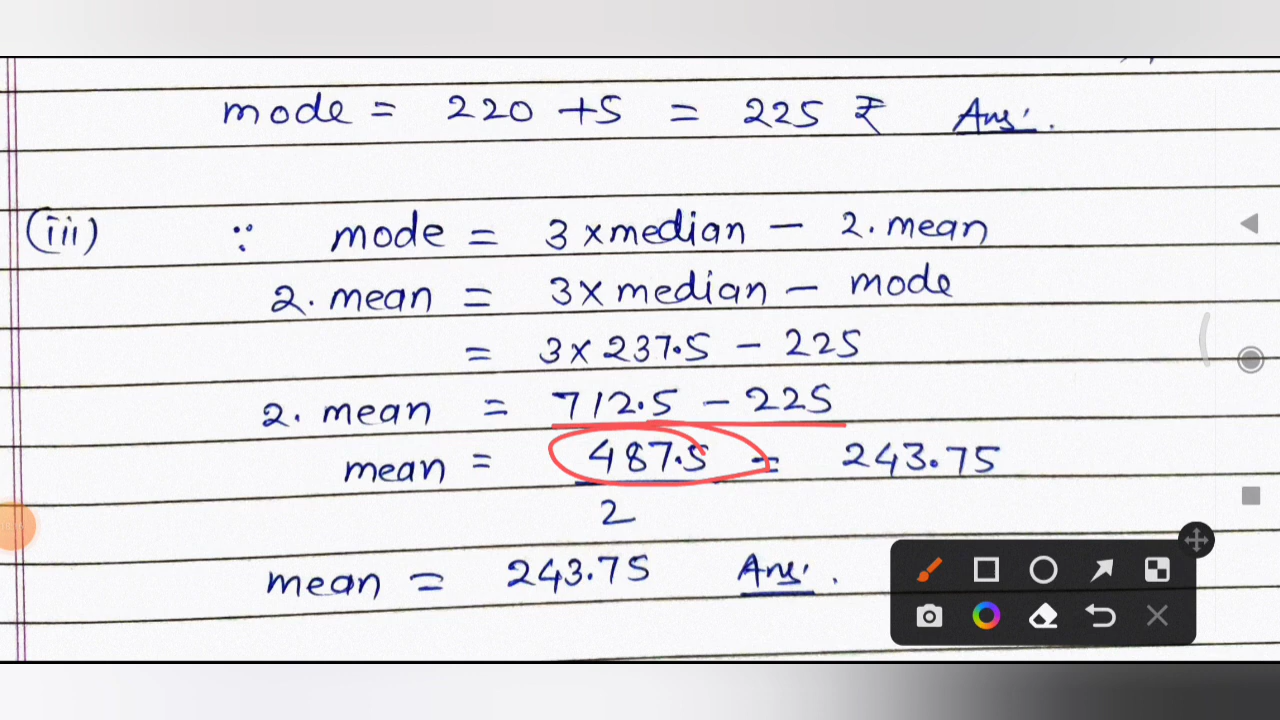 mode = 220 + 5 = 225 ₹ Ans.
(iii) ∵ mode = 3 × median - 2. mean
2. mean = 3 × median - mode
= 3 × 237.5 - 225
2. mean = 712.5 - 225
mean = 487.5 / 2 = 243.75
mean = 243.75 Ans.